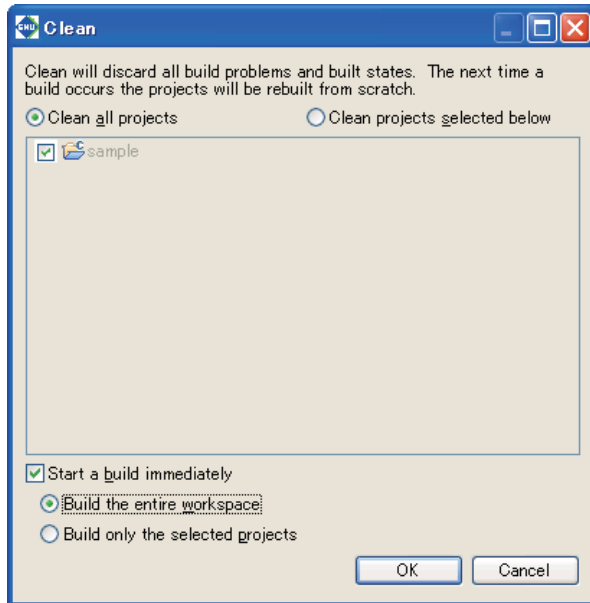 GNU Clean
Clean will discard all build problems and built states. The next time a
build occurs the projects will be rebuilt from scratch.
Clean all projects Clean projects selected below
C sample
Start a build immediately
Build the entire workspace
Build only the selected projects
OK Cancel